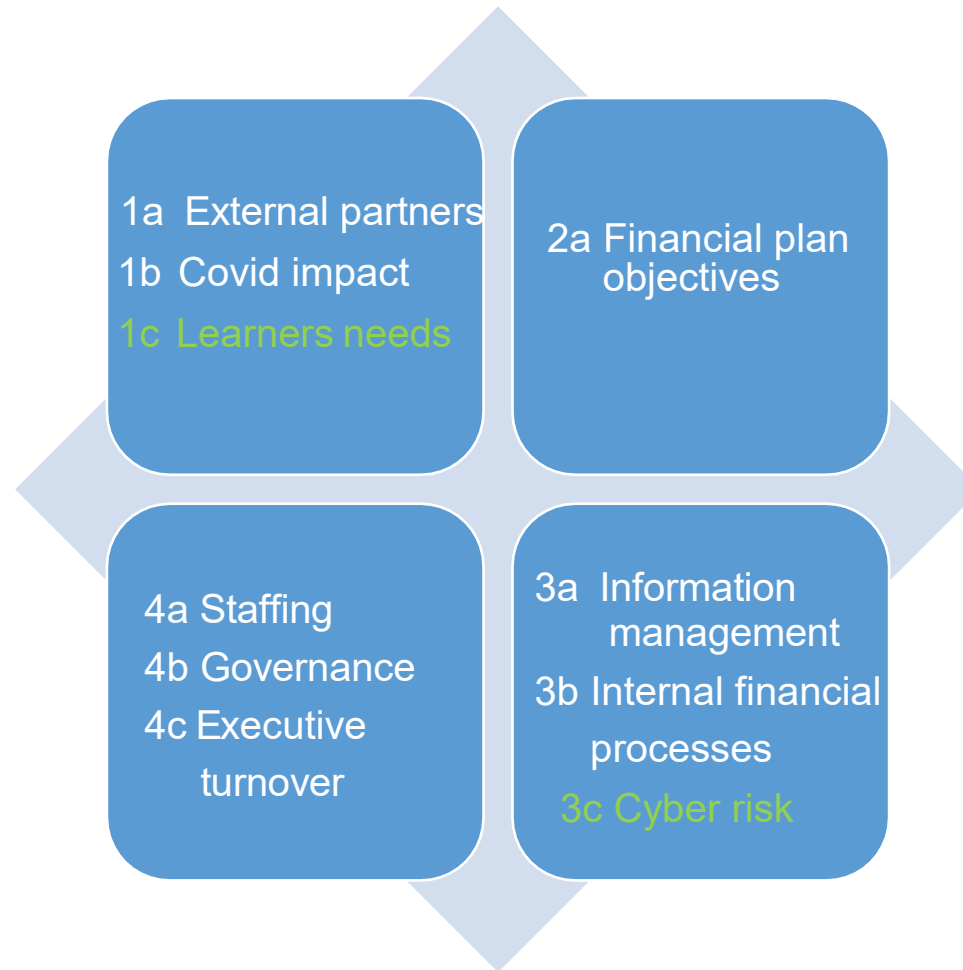 1a External partners
1b Covid impact
1c Learners needs
2a Financial plan
objectives
4a Staffing
4b Governance
4c Executive
turnover
3a Information
management
3b Internal financial
processes
3c Cyber risk